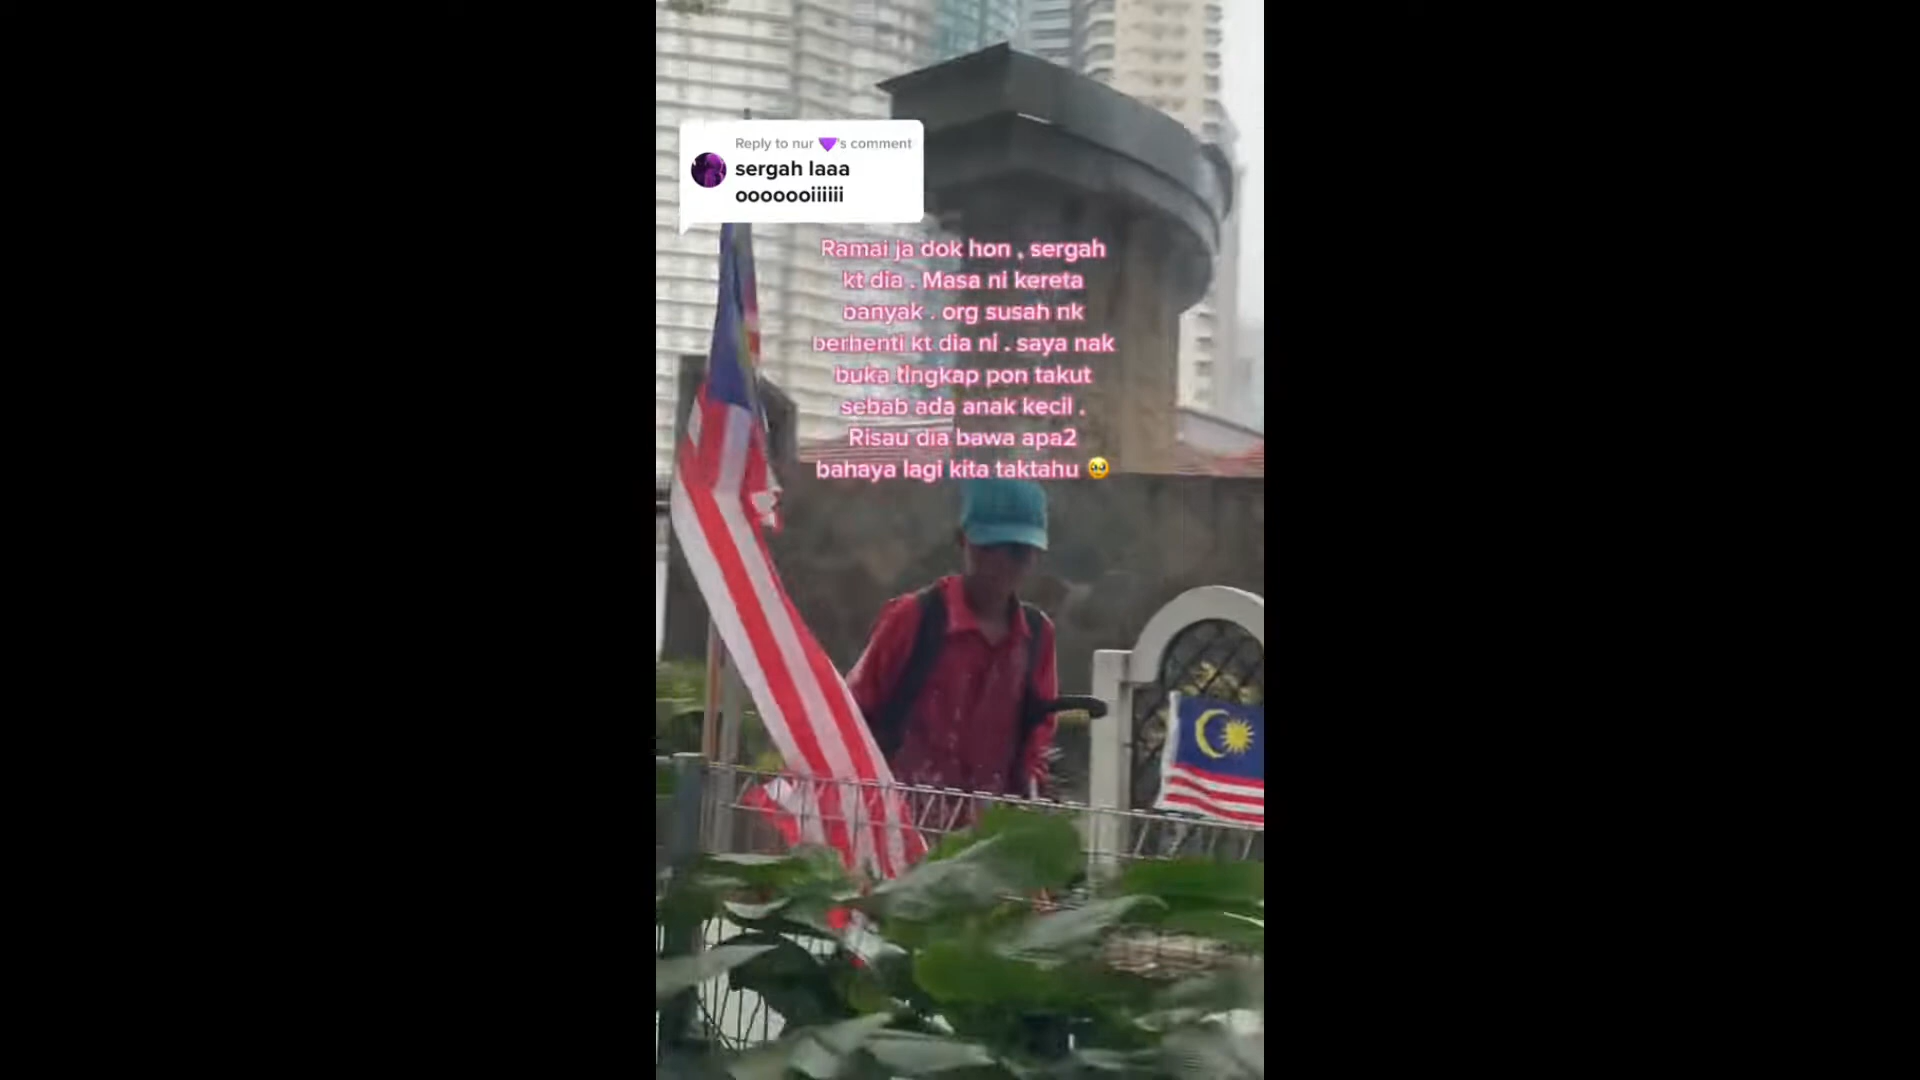 Reply to nur 💜's comment
sergah laaa
ooooooiiiiii
Ramai ja dok hon , sergah
kt dia . Masa ni kereta
banyak . org susah nk
berhenti kt dia ni . saya nak
buka tingkap pon takut
sebab ada anak kecil .
Risau dia bawa apa2
bahaya lagi kita taktahu 🥹